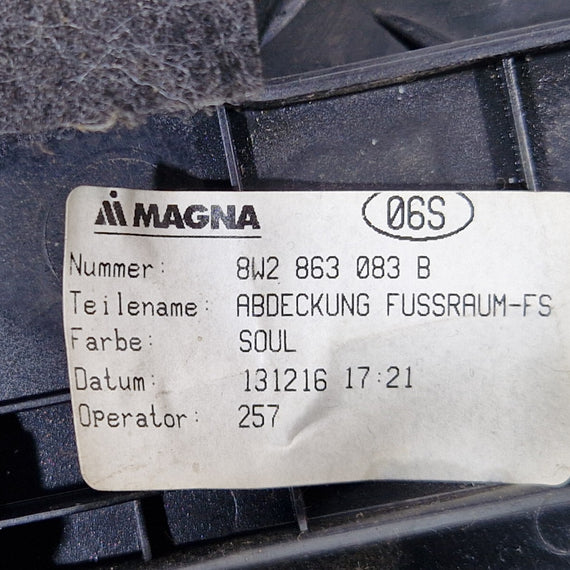 MAGNA 06S
Nummer: 8W2 863 083 B
Teilename: ABDECKUNG FUSSRAUM-FS
Farbe: SOUL
Datum: 131216 17:21
Operator: 257